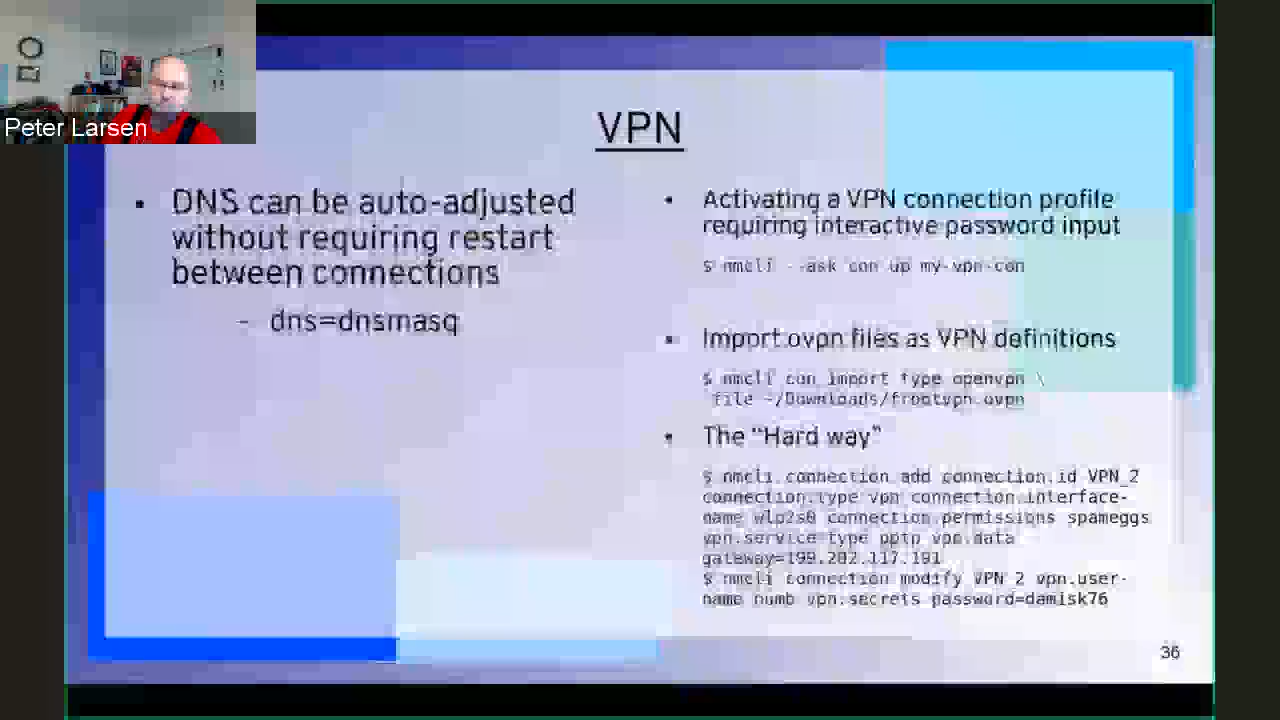 Peter Larsen
VPN
• DNS can be auto-adjusted
without requiring restart
between connections
– dns=dnsmasq
• Activating a VPN connection profile
requiring interactive password input
$ nmcli --ask con up my-vpn-con
• Import ovpn files as VPN definitions
$ nmcli con import type openvpn \
file ~/Downloads/frootvpn.ovpn
• The “Hard way”
$ nmcli connection add connection.id VPN_2
connection.type vpn connection.interface-
name wlp2s0 connection.permissions spameggs
vpn.service-type pptp vpn.data
gateway=199.202.117.191
$ nmcli connection modify VPN_2 vpn.user-
name numb vpn.secrets password=damisk76
36